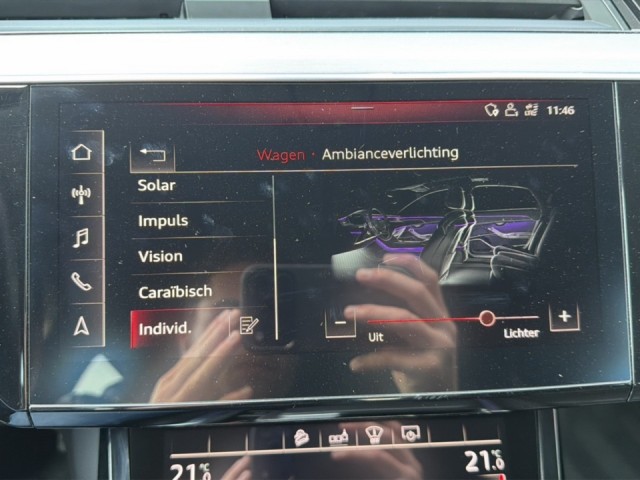 11:46
Wagen · Ambianceverlichting
Solar
Impuls
Vision
Caraïbisch
Individ.
- +
Uit Lichter
21.0 °C 21.0 °C